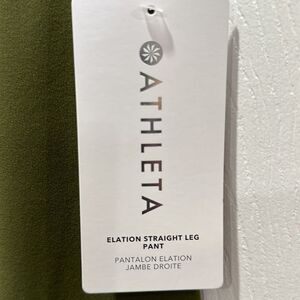 ATHLETA
ELATION STRAIGHT LEG
PANT
PANTALON ELATION
JAMBE DROITE